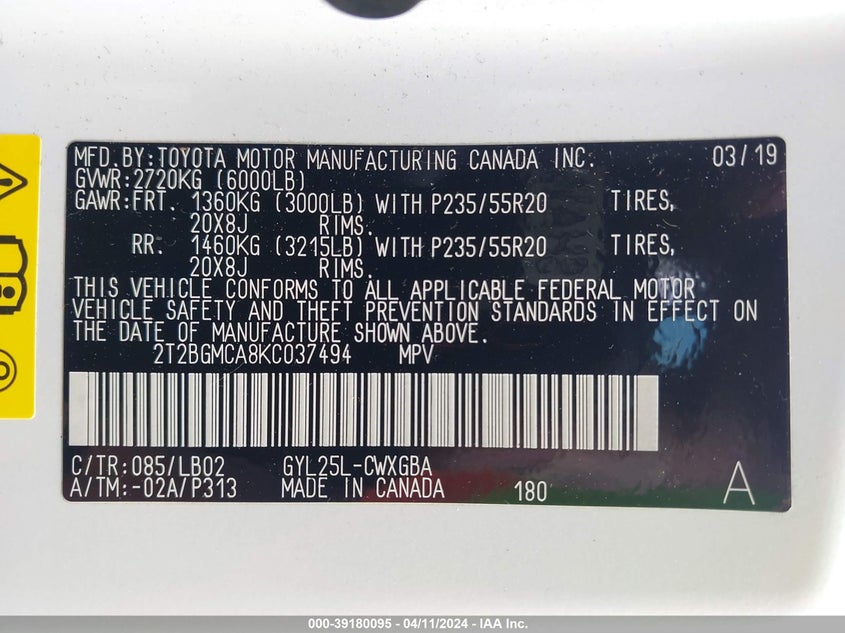 MFD.BY:TOYOTA MOTOR MANUFACTURING CANADA INC. 03/19
GVWR:2720KG (6000LB)
GAWR:FRT. 1360KG (3000LB) WITH P235/55R20 TIRES,
20X8J RIMS.
RR. 1460KG (3215LB) WITH P235/55R20 TIRES,
20X8J RIMS.
THIS VEHICLE CONFORMS TO ALL APPLICABLE FEDERAL MOTOR
VEHICLE SAFETY AND THEFT PREVENTION STANDARDS IN EFFECT ON
THE DATE OF MANUFACTURE SHOWN ABOVE.
2T2BGMCA8KC037494 MPV
C/TR:085/LB02 GYL25L-CWXGBA
A/TM:-02A/P313 MADE IN CANADA 180 A
000-39180095 - 04/11/2024 - IAA Inc.